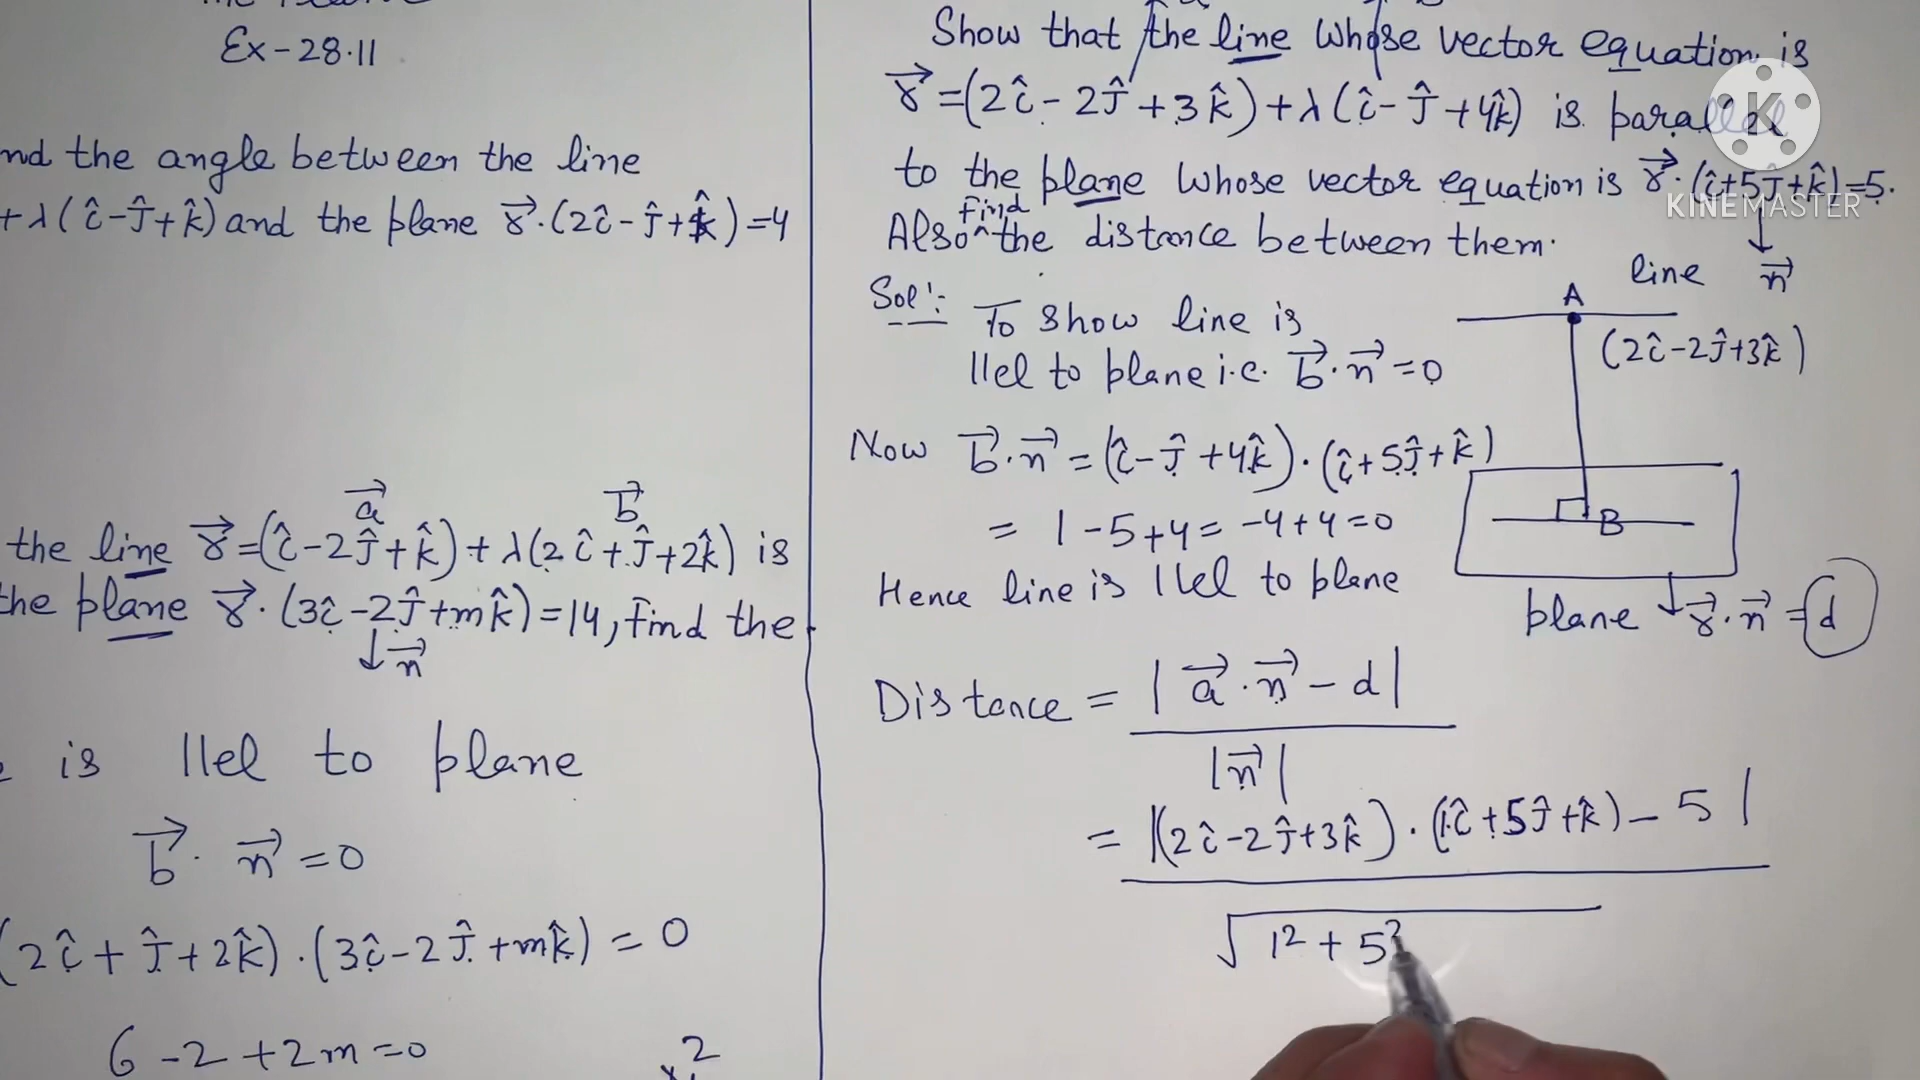 Ex-28.11
nd the angle between the line
+ λ(î-ĵ+k̂) and the plane r⃗·(2î-ĵ+k̂)=4
a⃗ b⃗
the line r⃗=(î-2ĵ+k̂)+λ(2î+ĵ+2k̂) is
the plane r⃗·(3î-2ĵ+mk̂)=14, find the
↓n⃗
is llel to plane
b⃗·n⃗=0
(2î+ĵ+2k̂)·(3î-2ĵ+mk̂)=0
6-2+2m=0
2
Show that the line whose vector equation is
r⃗=(2î-2ĵ+3k̂)+λ(î-ĵ+4k̂) is parallel
to the plane whose vector equation is r⃗·(î+5ĵ+k̂)=5.
Also ^find the distance between them.
↓n⃗
Sol':- To show line is
llel to plane i.e. b⃗·n⃗=0
Now b⃗·n⃗=(î-ĵ+4k̂)·(î+5ĵ+k̂)
= 1-5+4=-4+4=0
Hence line is llel to plane
line
A
(2î-2ĵ+3k̂)
B
plane → r⃗·n⃗=d
Distance = |a⃗·n⃗-d|
|n⃗|
= |(2î-2ĵ+3k̂)·(1î+5ĵ+k̂)-5|
√1²+5²
K
KINEMASTER